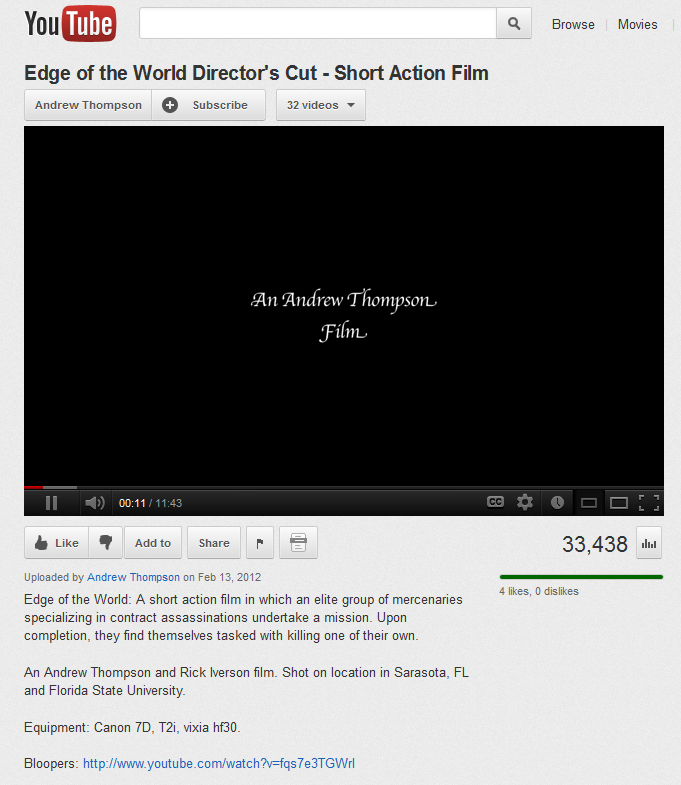 YouTube Browse Movies
Edge of the World Director's Cut - Short Action Film
Andrew Thompson Subscribe 32 videos
An Andrew Thompson
Film
00:11 / 11:43 CC
Like Add to Share 33,438
Uploaded by Andrew Thompson on Feb 13, 2012
4 likes, 0 dislikes
Edge of the World: A short action film in which an elite group of mercenaries
specializing in contract assassinations undertake a mission. Upon
completion, they find themselves tasked with killing one of their own.
An Andrew Thompson and Rick Iverson film. Shot on location in Sarasota, FL
and Florida State University.
Equipment: Canon 7D, T2i, vixia hf30.
Bloopers: http://www.youtube.com/watch?v=fqs7e3TGWrI